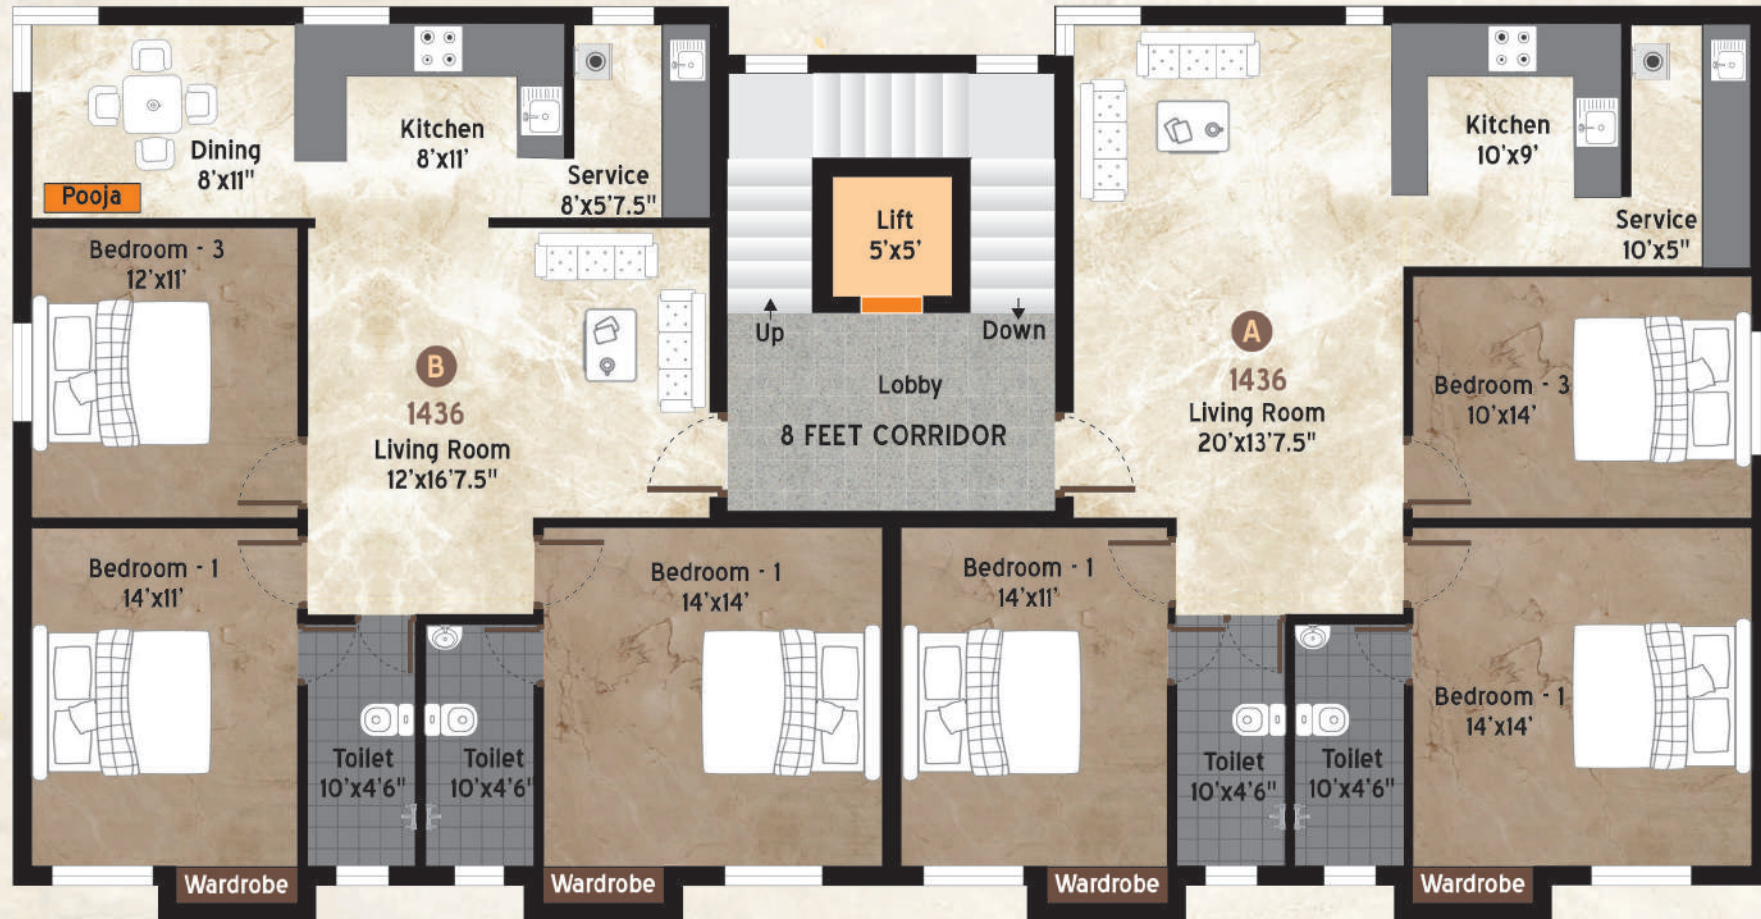 Dining
8'x11"
Pooja
Kitchen
8'x11'
Service
8'x5'7.5"
Bedroom - 3
12'x11'
B
1436
Living Room
12'x16'7.5"
Bedroom - 1
14'x11'
Toilet
10'x4'6"
Toilet
10'x4'6"
Bedroom - 1
14'x14'
Wardrobe
Wardrobe
Lift
5'x5'
Up
Down
Lobby
8 FEET CORRIDOR
Kitchen
10'x9'
Service
10'x5"
A
1436
Living Room
20'x13'7.5"
Bedroom - 3
10'x14'
Bedroom - 1
14'x11'
Toilet
10'x4'6"
Toilet
10'x4'6"
Bedroom - 1
14'x14'
Wardrobe
Wardrobe